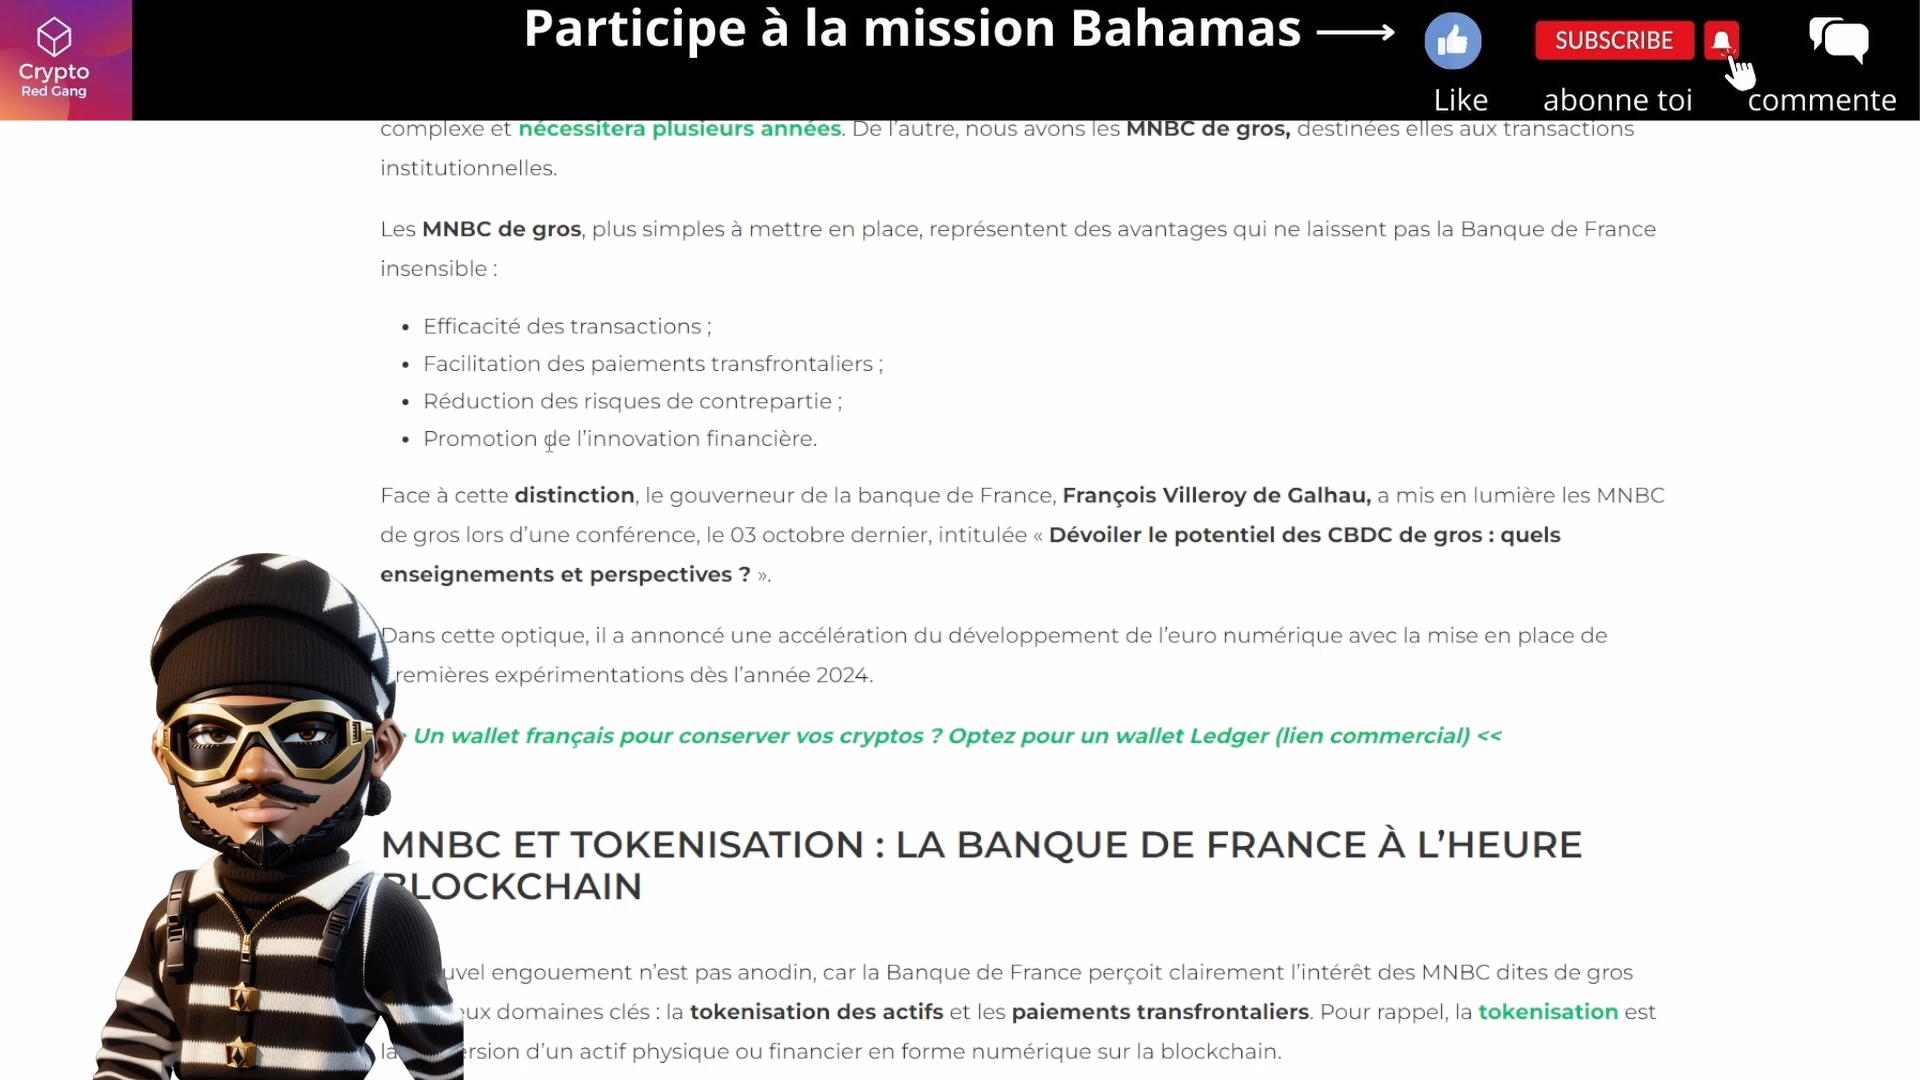 Crypto
Red Gang
Participe à la mission Bahamas
SUBSCRIBE
Like
abonne toi
commente
complexe et nécessitera plusieurs années. De l’autre, nous avons les MNBC de gros, destinées elles aux transactions
institutionnelles.
Les MNBC de gros, plus simples à mettre en place, représentent des avantages qui ne laissent pas la Banque de France
insensible :
• Efficacité des transactions ;
• Facilitation des paiements transfrontaliers ;
• Réduction des risques de contrepartie ;
• Promotion de l’innovation financière.
Face à cette distinction, le gouverneur de la banque de France, François Villeroy de Galhau, a mis en lumière les MNBC
de gros lors d’une conférence, le 03 octobre dernier, intitulée « Dévoiler le potentiel des CBDC de gros : quels
enseignements et perspectives ? ».
Dans cette optique, il a annoncé une accélération du développement de l’euro numérique avec la mise en place de
remières expérimentations dès l’année 2024.
Un wallet français pour conserver vos cryptos ? Optez pour un wallet Ledger (lien commercial) <<
MNBC ET TOKENISATION : LA BANQUE DE FRANCE À L’HEURE
BLOCKCHAIN
uvel engouement n’est pas anodin, car la Banque de France perçoit clairement l’intérêt des MNBC dites de gros
eux domaines clés : la tokenisation des actifs et les paiements transfrontaliers. Pour rappel, la tokenisation est
la ersion d’un actif physique ou financier en forme numérique sur la blockchain.